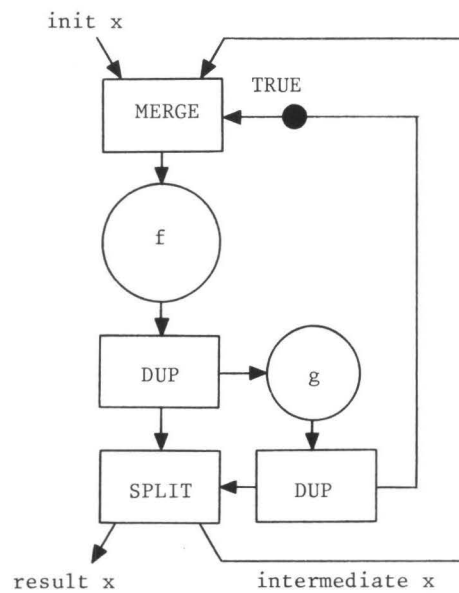 init x
TRUE
MERGE
f
DUP
g
SPLIT
DUP
result x
intermediate x